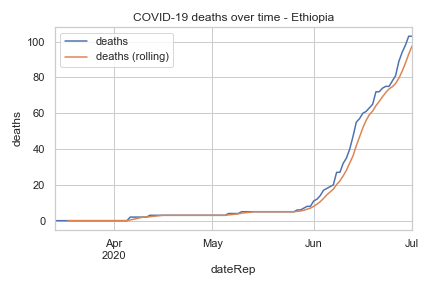 COVID-19 deaths over time - Ethiopia
deaths
deaths (rolling)
100
80
60
40
20
0
deaths
Apr
2020
May
Jun
Jul
dateRep